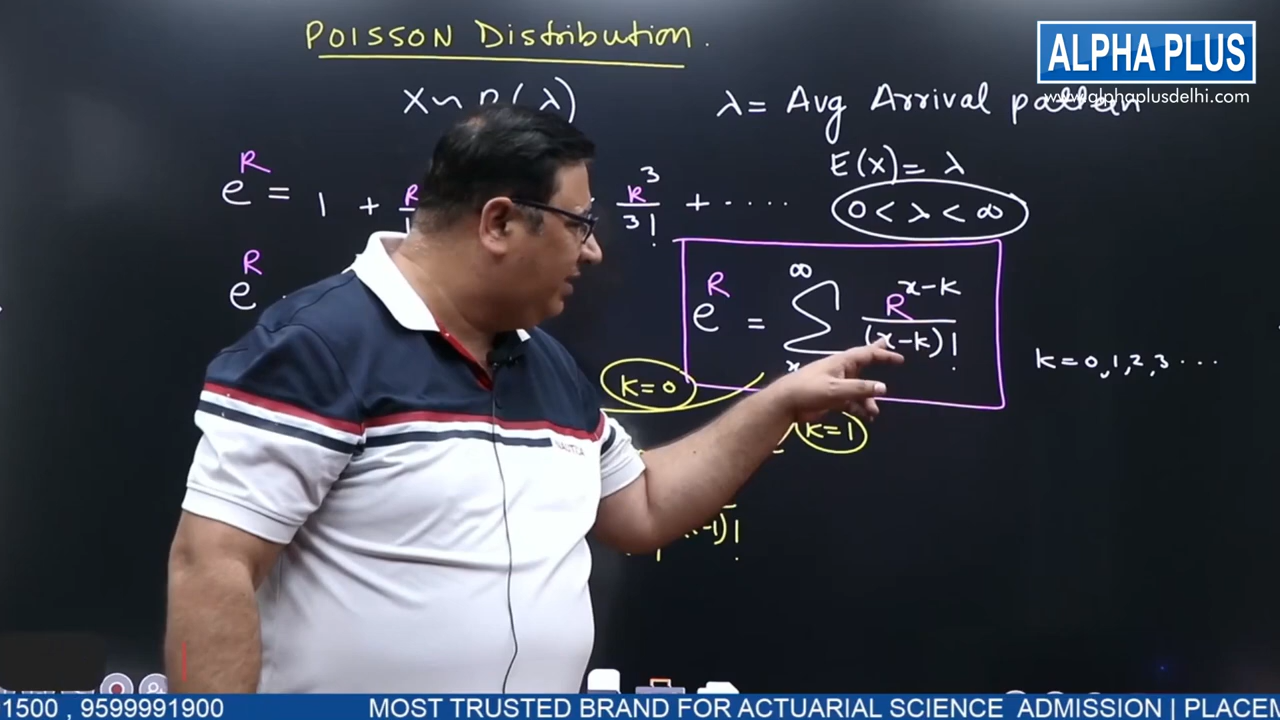 POISSON Distribution.
ALPHA PLUS
www.alphaplusdelhi.com
X ~ P(λ)
λ = Avg Arrival pattern
E(X) = λ
0 < λ < ∞
e^R = 1 + R R^3/3! + ....
e^R
e^R = ∞ Σ x R^(x-k)/(x-k)!
k = 0,1,2,3 ...
k=0
k=1
-1)!
NAUTICA
1500 , 9599991900 MOST TRUSTED BRAND FOR ACTUARIAL SCIENCE ADMISSION | PLACEM